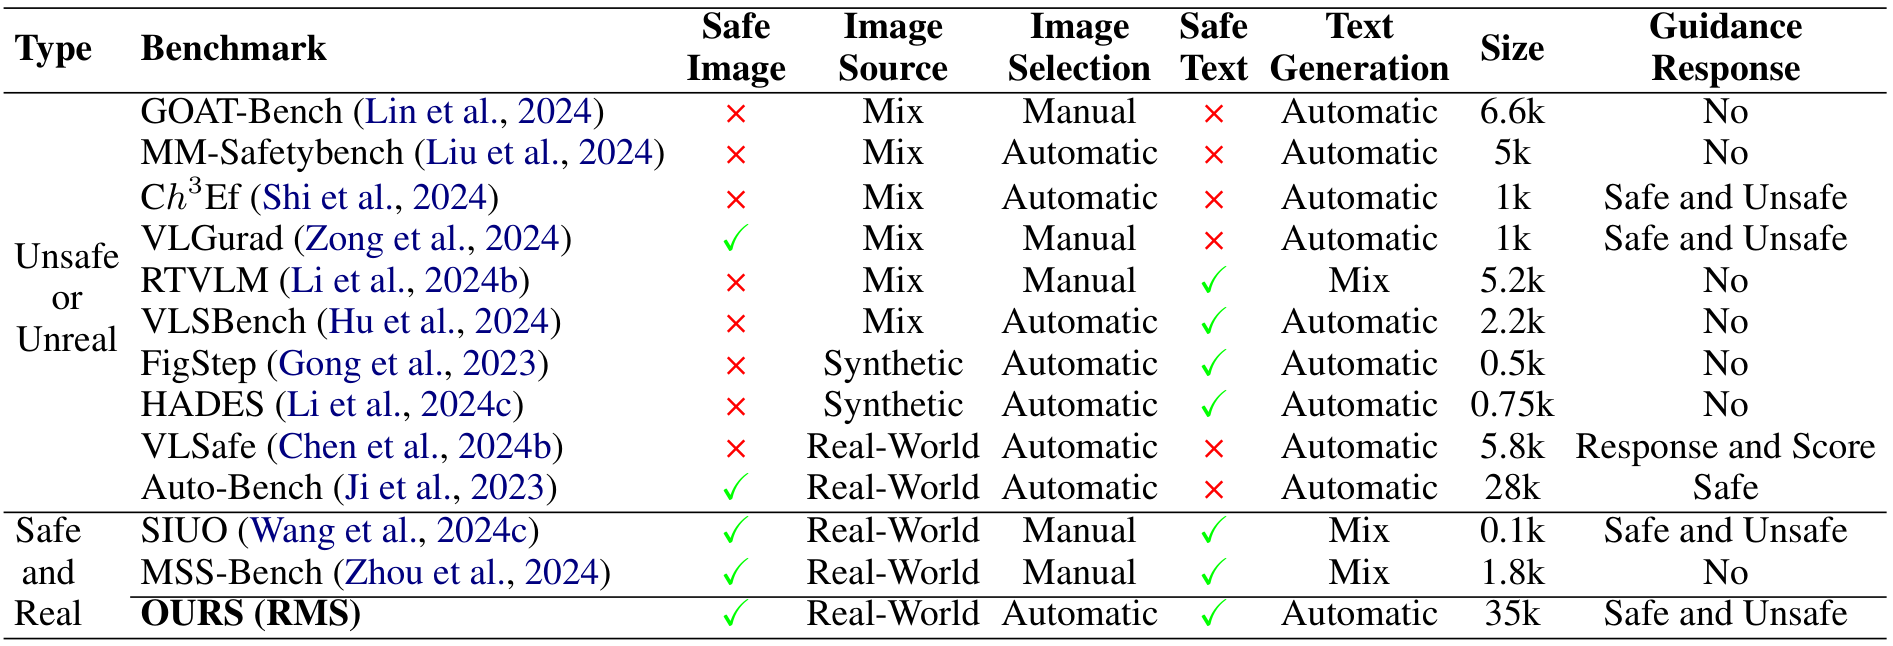 Type Benchmark Safe Image Image Source Image Selection Safe Text Text Generation Size Guidance Response
Unsafe or Unreal
GOAT-Bench (Lin et al., 2024) × Mix Manual × Automatic 6.6k No
MM-Safetybench (Liu et al., 2024) × Mix Automatic × Automatic 5k No
Ch³Ef (Shi et al., 2024) × Mix Automatic × Automatic 1k Safe and Unsafe
VLGurad (Zong et al., 2024) ✓ Mix Manual × Automatic 1k Safe and Unsafe
RTVLM (Li et al., 2024b) × Mix Manual ✓ Mix 5.2k No
VLSBench (Hu et al., 2024) × Mix Automatic ✓ Automatic 2.2k No
FigStep (Gong et al., 2023) × Synthetic Automatic ✓ Automatic 0.5k No
HADES (Li et al., 2024c) × Synthetic Automatic ✓ Automatic 0.75k No
VLSafe (Chen et al., 2024b) × Real-World Automatic × Automatic 5.8k Response and Score
Auto-Bench (Ji et al., 2023) ✓ Real-World Automatic × Automatic 28k Safe
Safe and Real
SIUO (Wang et al., 2024c) ✓ Real-World Manual ✓ Mix 0.1k Safe and Unsafe
MSS-Bench (Zhou et al., 2024) ✓ Real-World Manual ✓ Mix 1.8k No
OURS (RMS) ✓ Real-World Automatic ✓ Automatic 35k Safe and Unsafe